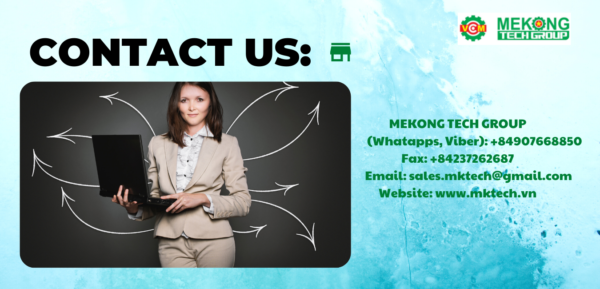 CONTACT US:
VCM
MEKONG
TECH GROUP
MEKONG TECH GROUP
(Whatapps, Viber): +84907668850
Fax: +84237262687
Email: sales.mktech@gmail.com
Website: www.mktech.vn